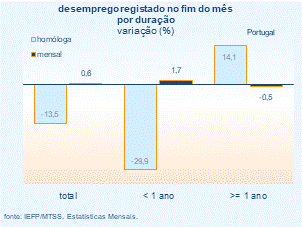 desemprego registado no fim do mês
por duração
variação (%)
homóloga
Portugal
mensal
14,1
0,6
1,7
-0,5
-13,5
-29,9
total
< 1 ano
>= 1 ano
fonte: IEFP/MTSS, Estatísticas Mensais.